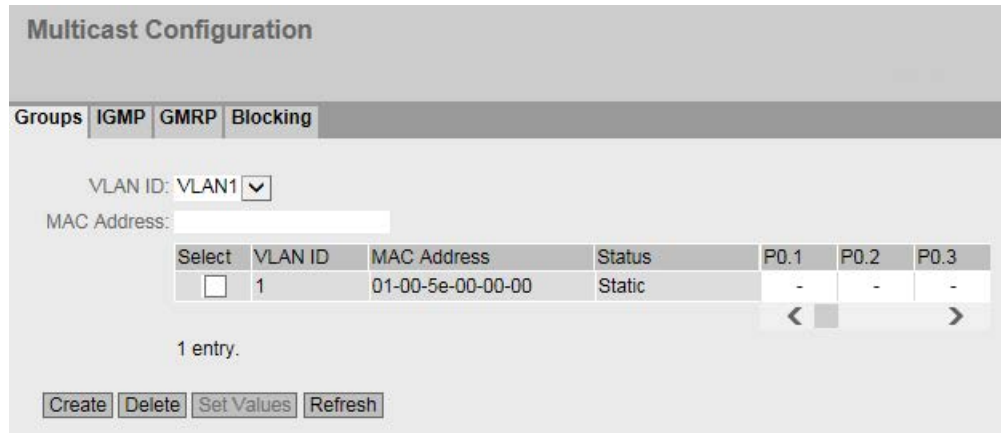 Multicast Configuration
Groups IGMP GMRP Blocking
VLAN ID: VLAN1
MAC Address:
Select VLAN ID MAC Address Status P0.1 P0.2 P0.3
1 01-00-5e-00-00-00 Static - - -
1 entry.
Create Delete Set Values Refresh